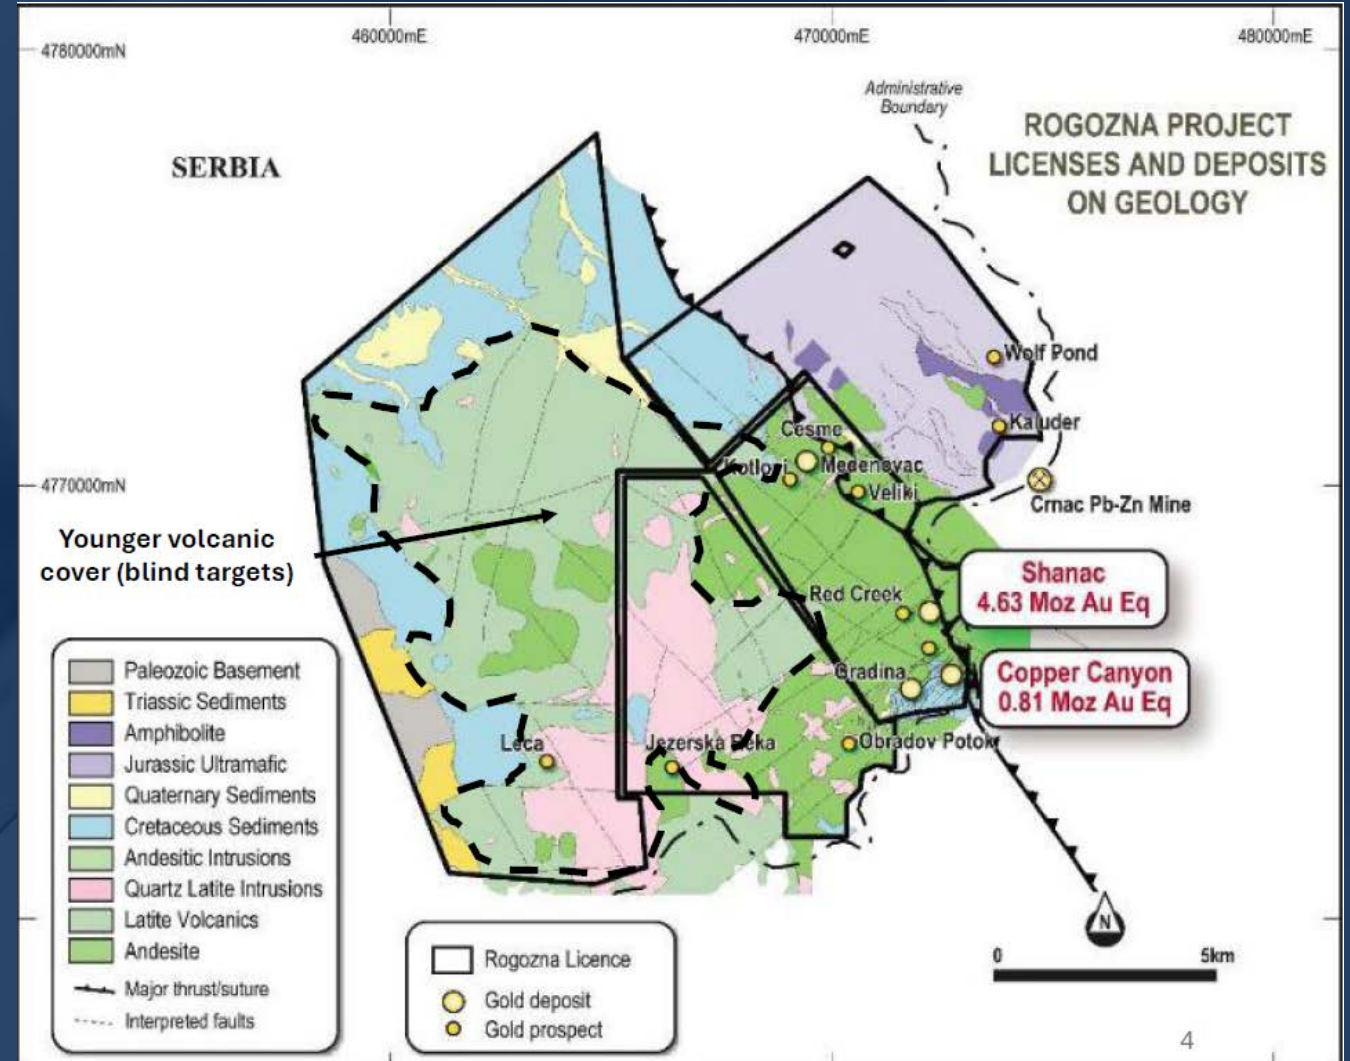 460000mE
470000mE
480000mE
4780000mN
Administrative
Boundary
ROGOZNA PROJECT
LICENSES AND DEPOSITS
ON GEOLOGY
SERBIA
Wolf Pond
Kaluder
Cesme
Kotlovi
Medenovac
Veliki
4770000mN
Crnac Pb-Zn Mine
Younger volcanic
cover (blind targets)
Shanac
4.63 Moz Au Eq
Red Creek
Copper Canyon
0.81 Moz Au Eq
Gradina
Leca
Jezerska Reka
Obradov Potok
Paleozoic Basement
Triassic Sediments
Amphibolite
Jurassic Ultramafic
Quaternary Sediments
Cretaceous Sediments
Andesitic Intrusions
Quartz Latite Intrusions
Latite Volcanics
Andesite
Major thrust/suture
Interpreted faults
Rogozna Licence
Gold deposit
Gold prospect
N
0
5km
4